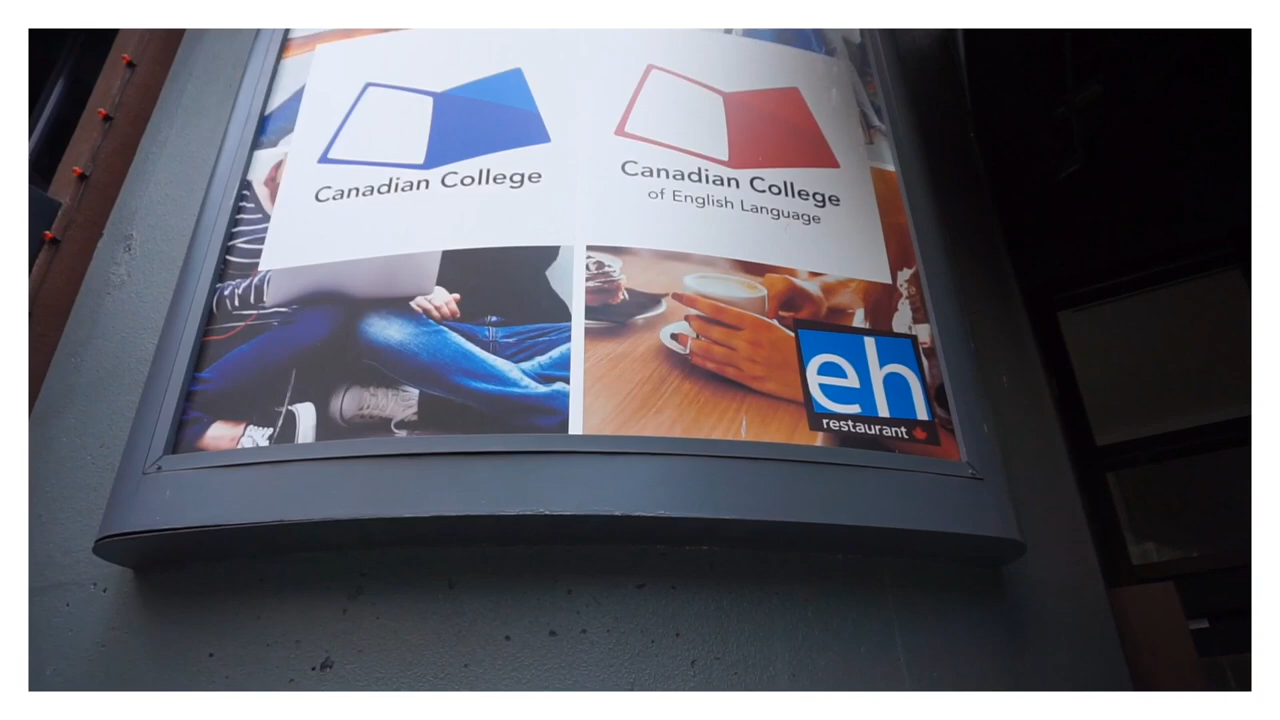 Canadian College
Canadian College
of English Language
eh
restaurant